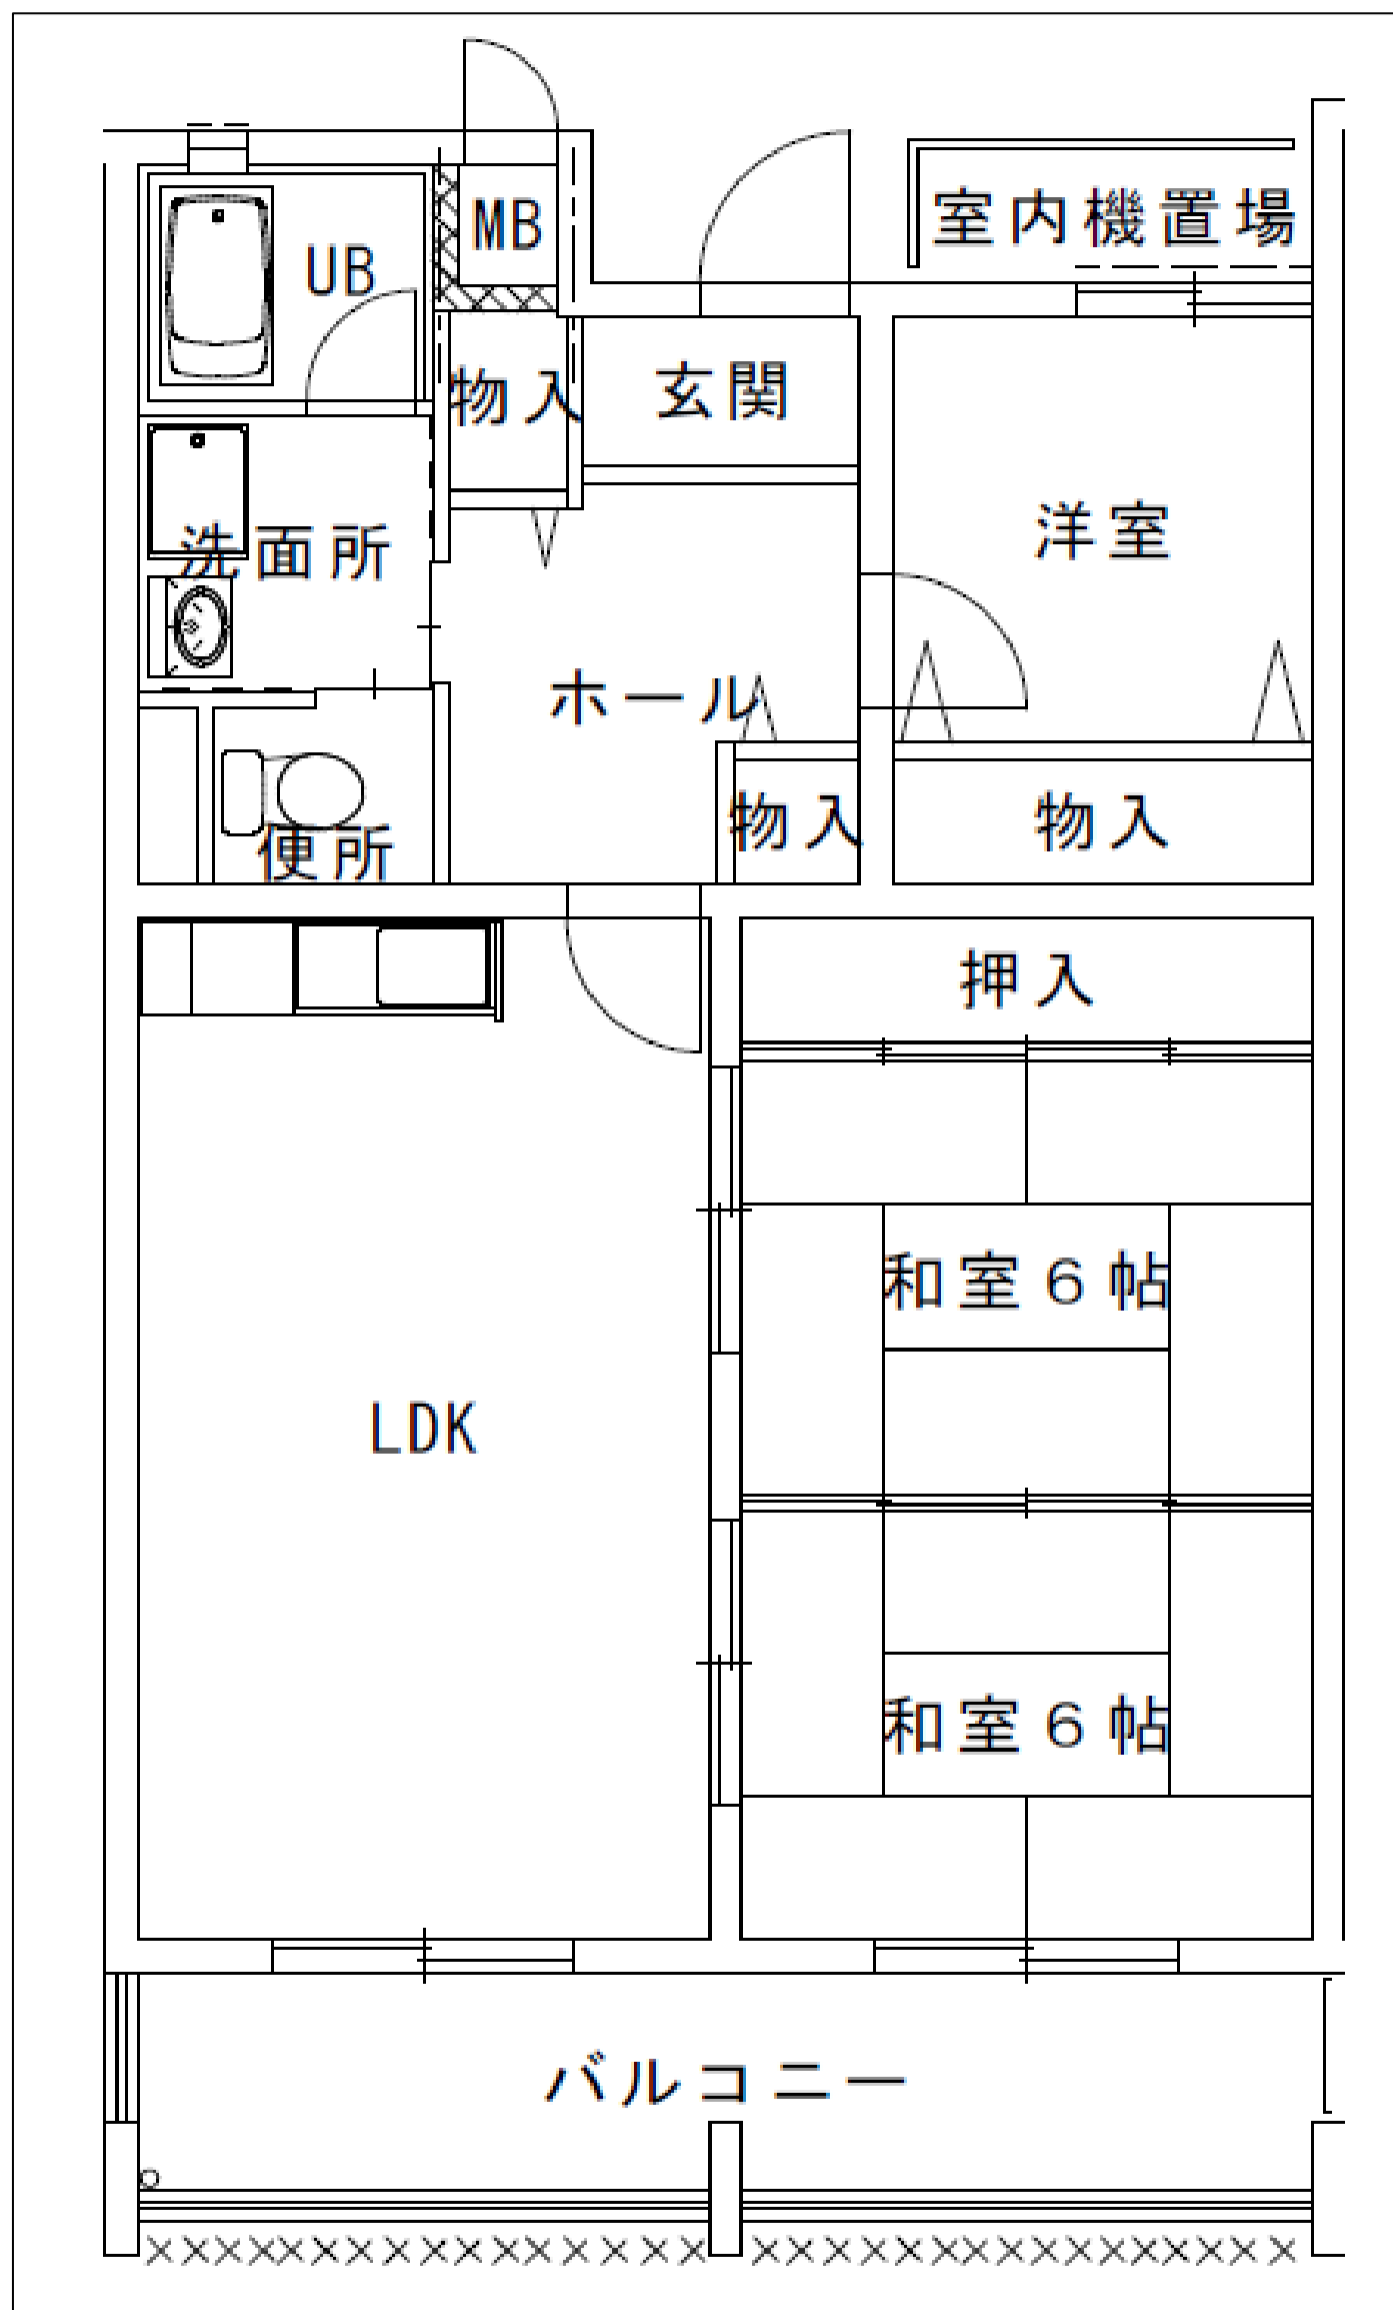 室内機置場
MB
UB
物入
玄関
洋室
洗面所
ホール
物入
物入
便所
押入
和室6帖
LDK
和室6帖
バルコニー